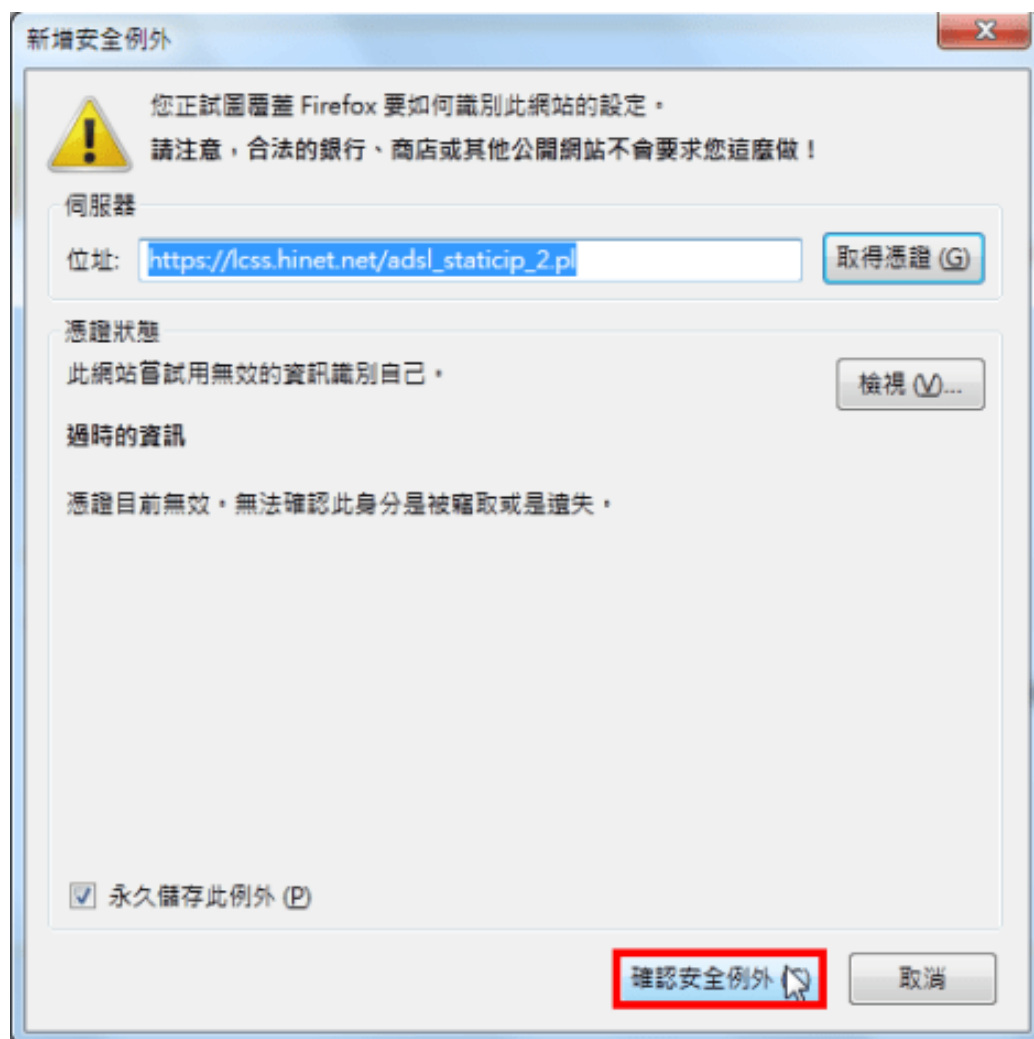 新增安全例外
您正試圖覆蓋 Firefox 要如何識別此網站的設定。
請注意，合法的銀行、商店或其他公開網站不會要求您這麼做！
伺服器
位址: https://lcss.hinet.net/adsl_staticip_2.pl 取得憑證 (G)
憑證狀態
此網站嘗試用無效的資訊識別自己。 檢視 (V)...
過時的資訊
憑證目前無效。無法確認此身分是被竊取或是遺失。
永久儲存此例外 (P)
確認安全例外 取消